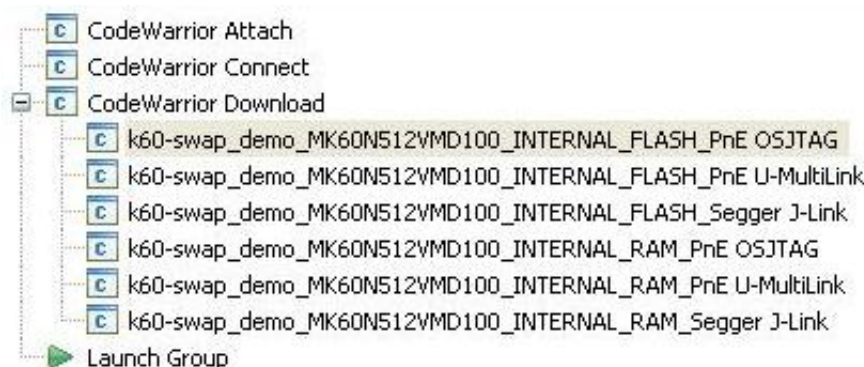 CodeWarrior Attach
CodeWarrior Connect
CodeWarrior Download
k60-swap_demo_MK60N512VMD100_INTERNAL_FLASH_PnE OSJTAG
k60-swap_demo_MK60N512VMD100_INTERNAL_FLASH_PnE U-MultiLink
k60-swap_demo_MK60N512VMD100_INTERNAL_FLASH_Segger J-Link
k60-swap_demo_MK60N512VMD100_INTERNAL_RAM_PnE OSJTAG
k60-swap_demo_MK60N512VMD100_INTERNAL_RAM_PnE U-MultiLink
k60-swap_demo_MK60N512VMD100_INTERNAL_RAM_Segger J-Link
Launch Group